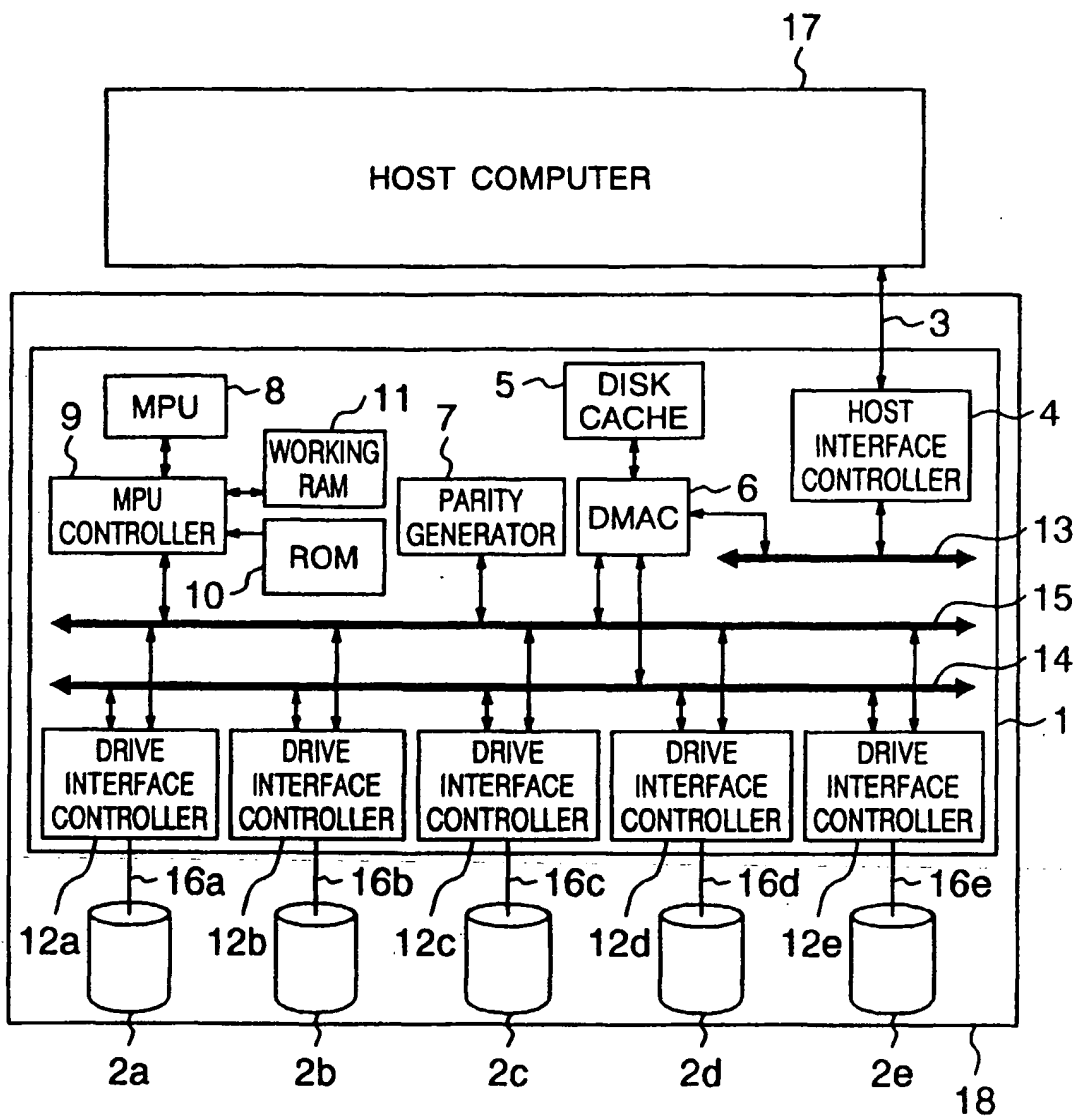 17
HOST COMPUTER
3
MPU
8
9
11
WORKING
RAM
MPU
CONTROLLER
ROM
10
7
PARITY
GENERATOR
5
DISK
CACHE
6
DMAC
HOST
INTERFACE
CONTROLLER
4
13
15
14
1
DRIVE
INTERFACE
CONTROLLER
DRIVE
INTERFACE
CONTROLLER
DRIVE
INTERFACE
CONTROLLER
DRIVE
INTERFACE
CONTROLLER
DRIVE
INTERFACE
CONTROLLER
16a
16b
16c
16d
16e
12a
12b
12c
12d
12e
2a
2b
2c
2d
2e
18